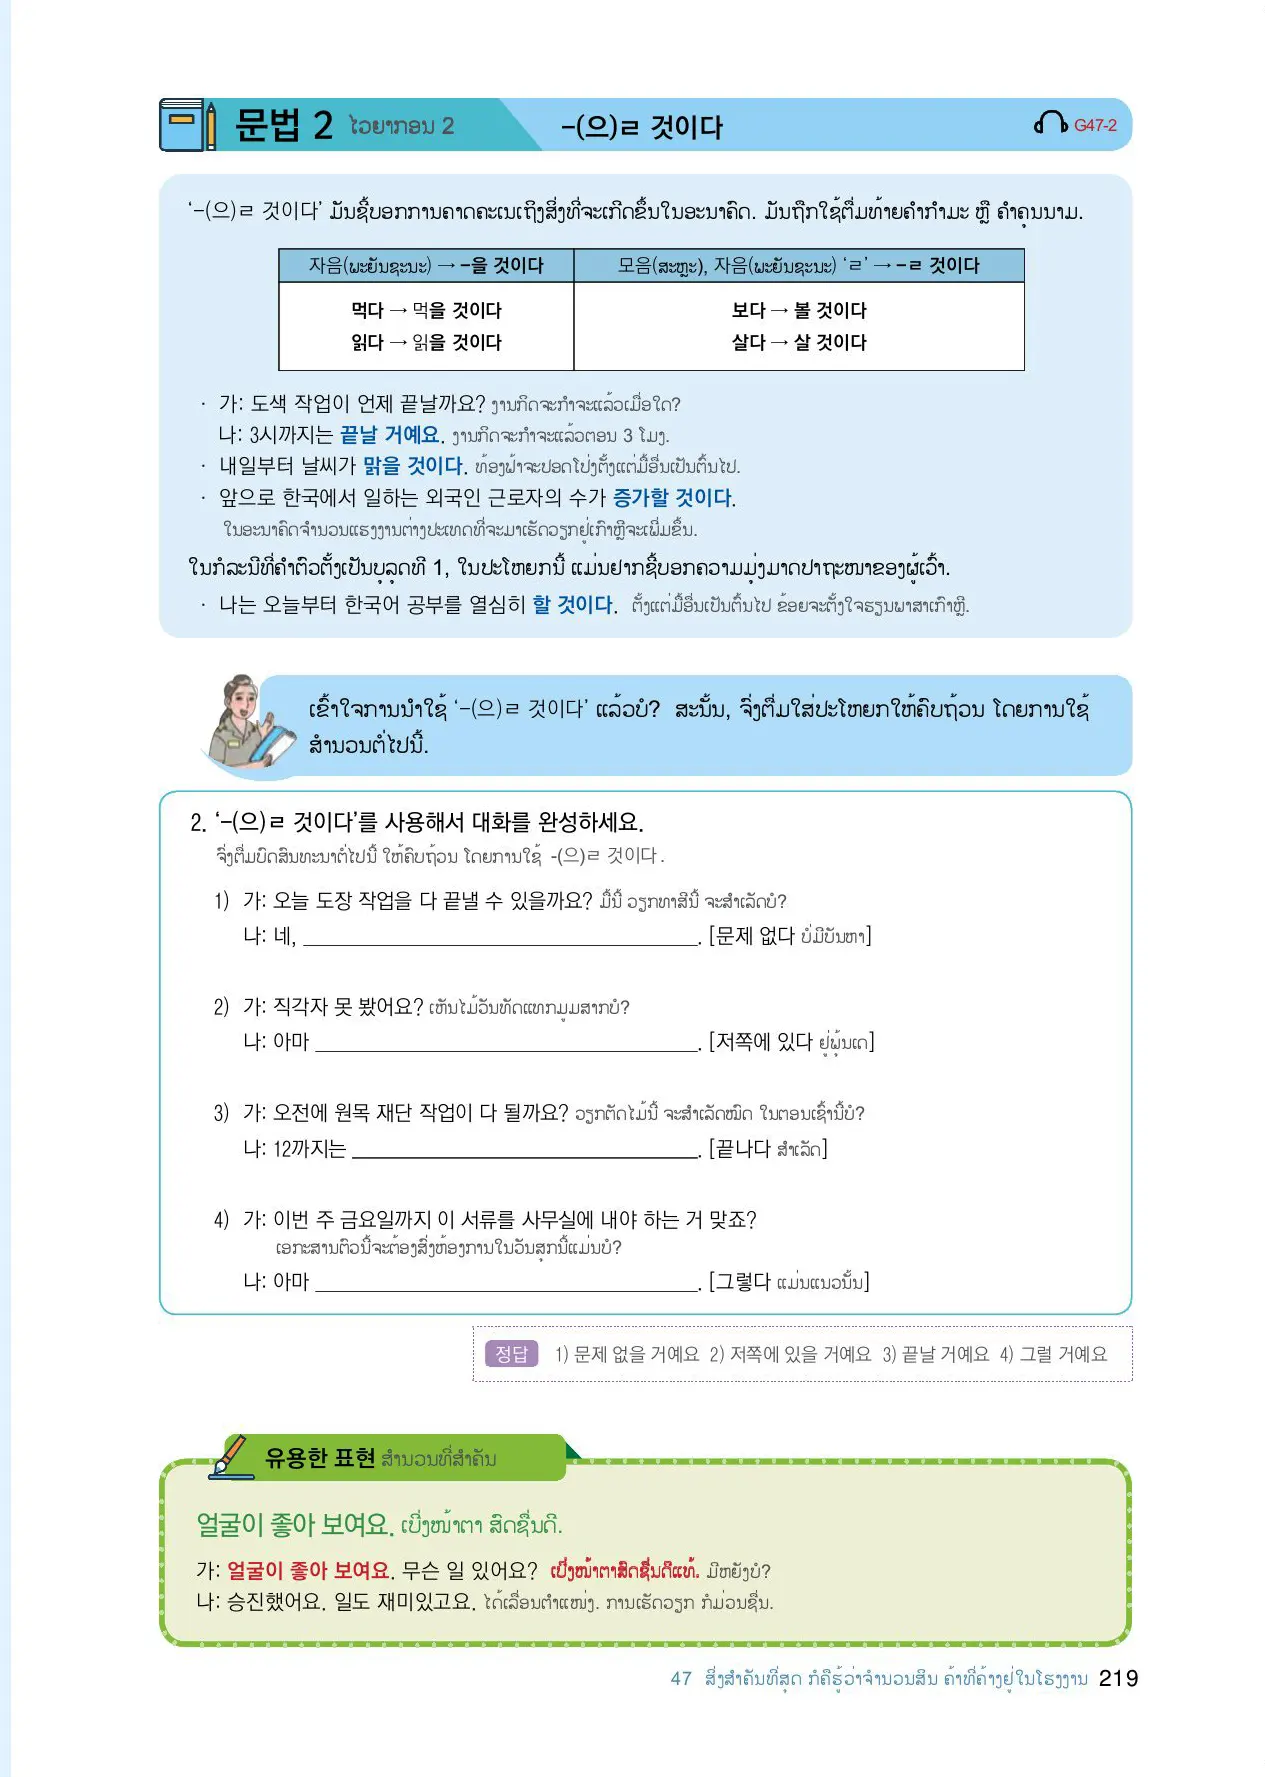 문법 2 ໄວຍາກອນ 2 -(으)ㄹ 것이다 G47-2
‘-(으)ㄹ 것이다’ ມັນຊີ້ບອກການຄາດຄະເນເຖິງສິ່ງທີ່ຈະເກີດຂຶ້ນໃນອະນາຄົດ. ມັນຖືກໃຊ້ຕື່ມທ້າຍຄຳກຳມະ ຫຼື ຄຳຄຸນນາມ.
자음(ພະຍັນຊະນະ) → -을 것이다 모음(ສະຫຼະ), 자음(ພະຍັນຊະນະ) ‘ㄹ’ → -ㄹ 것이다
먹다 → 먹을 것이다 보다 → 볼 것이다
읽다 → 읽을 것이다 살다 → 살 것이다
· 가: 도색 작업이 언제 끝날까요? ງານກິດຈະກຳຈະແລ້ວເມື່ອໃດ?
나: 3시까지는 끝날 거예요. ງານກິດຈະກຳຈະແລ້ວຕອນ 3 ໂມງ.
· 내일부터 날씨가 맑을 것이다. ທ້ອງຟ້າຈະປອດໂປ່ງຕັ້ງແຕ່ມື້ອື່ນເປັນຕົ້ນໄປ.
· 앞으로 한국에서 일하는 외국인 근로자의 수가 증가할 것이다.
ໃນອະນາຄົດຈຳນວນແຮງງານຕ່າງປະເທດທີ່ຈະມາເຮັດວຽກຢູ່ເກົາຫຼີຈະເພີ່ມຂຶ້ນ.
ໃນກໍລະນີທີ່ຄຳຕົວຕັ້ງເປັນບຸລຸດທີ 1, ໃນປະໂຫຍກນີ້ ແມ່ນຢາກຊີ້ບອກຄວາມມຸ່ງມາດປາຖະໜາຂອງຜູ້ເວົ້າ.
· 나는 오늘부터 한국어 공부를 열심히 할 것이다. ຕັ້ງແຕ່ມື້ອື່ນເປັນຕົ້ນໄປ ຂ້ອຍຈະຕັ້ງໃຈຮຽນພາສາເກົາຫຼີ.
ເຂົ້າໃຈການນຳໃຊ້ ‘-(으)ㄹ 것이다’ ແລ້ວບໍ? ສະນັ້ນ, ຈົ່ງຕື່ມໃສ່ປະໂຫຍກໃຫ້ຄົບຖ້ວນ ໂດຍການໃຊ້
ສຳນວນຕໍ່ໄປນີ້.
2. ‘-(으)ㄹ 것이다’를 사용해서 대화를 완성하세요.
ຈົ່ງຕື່ມບົດສົນທະນາຕໍ່ໄປນີ້ ໃຫ້ຄົບຖ້ວນ ໂດຍການໃຊ້ -(으)ㄹ 것이다.
1) 가: 오늘 도장 작업을 다 끝낼 수 있을까요? ມື້ນີ້ ວຽກທາສີນີ້ ຈະສຳເລັດບໍ?
나: 네, ____________________. [문제 없다 ບໍ່ມີບັນຫາ]
2) 가: 직각자 못 봤어요? ເຫັນໄມ້ວັນທັດແທກມູມສາກບໍ?
나: 아마 ____________________. [저쪽에 있다 ຢູ່ພຸ້ນເດ]
3) 가: 오전에 원목 재단 작업이 다 될까요? ວຽກຕັດໄມ້ນີ້ ຈະສຳເລັດໝົດ ໃນຕອນເຊົ້ານີ້ບໍ?
나: 12까지는 ____________________. [끝나다 ສຳເລັດ]
4) 가: 이번 주 금요일까지 이 서류를 사무실에 내야 하는 거 맞죠?
ເອກະສານຕົວນີ້ຈະຕ້ອງສົ່ງຫ້ອງການໃນວັນສຸກນີ້ແມ່ນບໍ?
나: 아마 ____________________. [그렇다 ແມ່ນແນວນັ້ນ]
정답 1) 문제 없을 거예요 2) 저쪽에 있을 거예요 3) 끝날 거예요 4) 그럴 거예요
유용한 표현 ສຳນວນທີ່ສຳຄັນ
얼굴이 좋아 보여요. ເບິ່ງໜ້າຕາ ສົດຊື່ນດີ.
가: 얼굴이 좋아 보여요. 무슨 일 있어요? ເບິ່ງໜ້າຕາສົດຊື່ນດີແທ້. ມີຫຍັງບໍ?
나: 승진했어요. 일도 재미있고요. ໄດ້ເລື່ອນຕຳແໜ່ງ. ການເຮັດວຽກ ກໍມ່ວນຊື່ນ.
47 ສິ່ງສຳຄັນທີ່ສຸດ ກໍຄືຮູ້ວ່າຈຳນວນສິນ ຄ້າທີ່ຄ້າງຢູ່ໃນໂຮງງານ 219